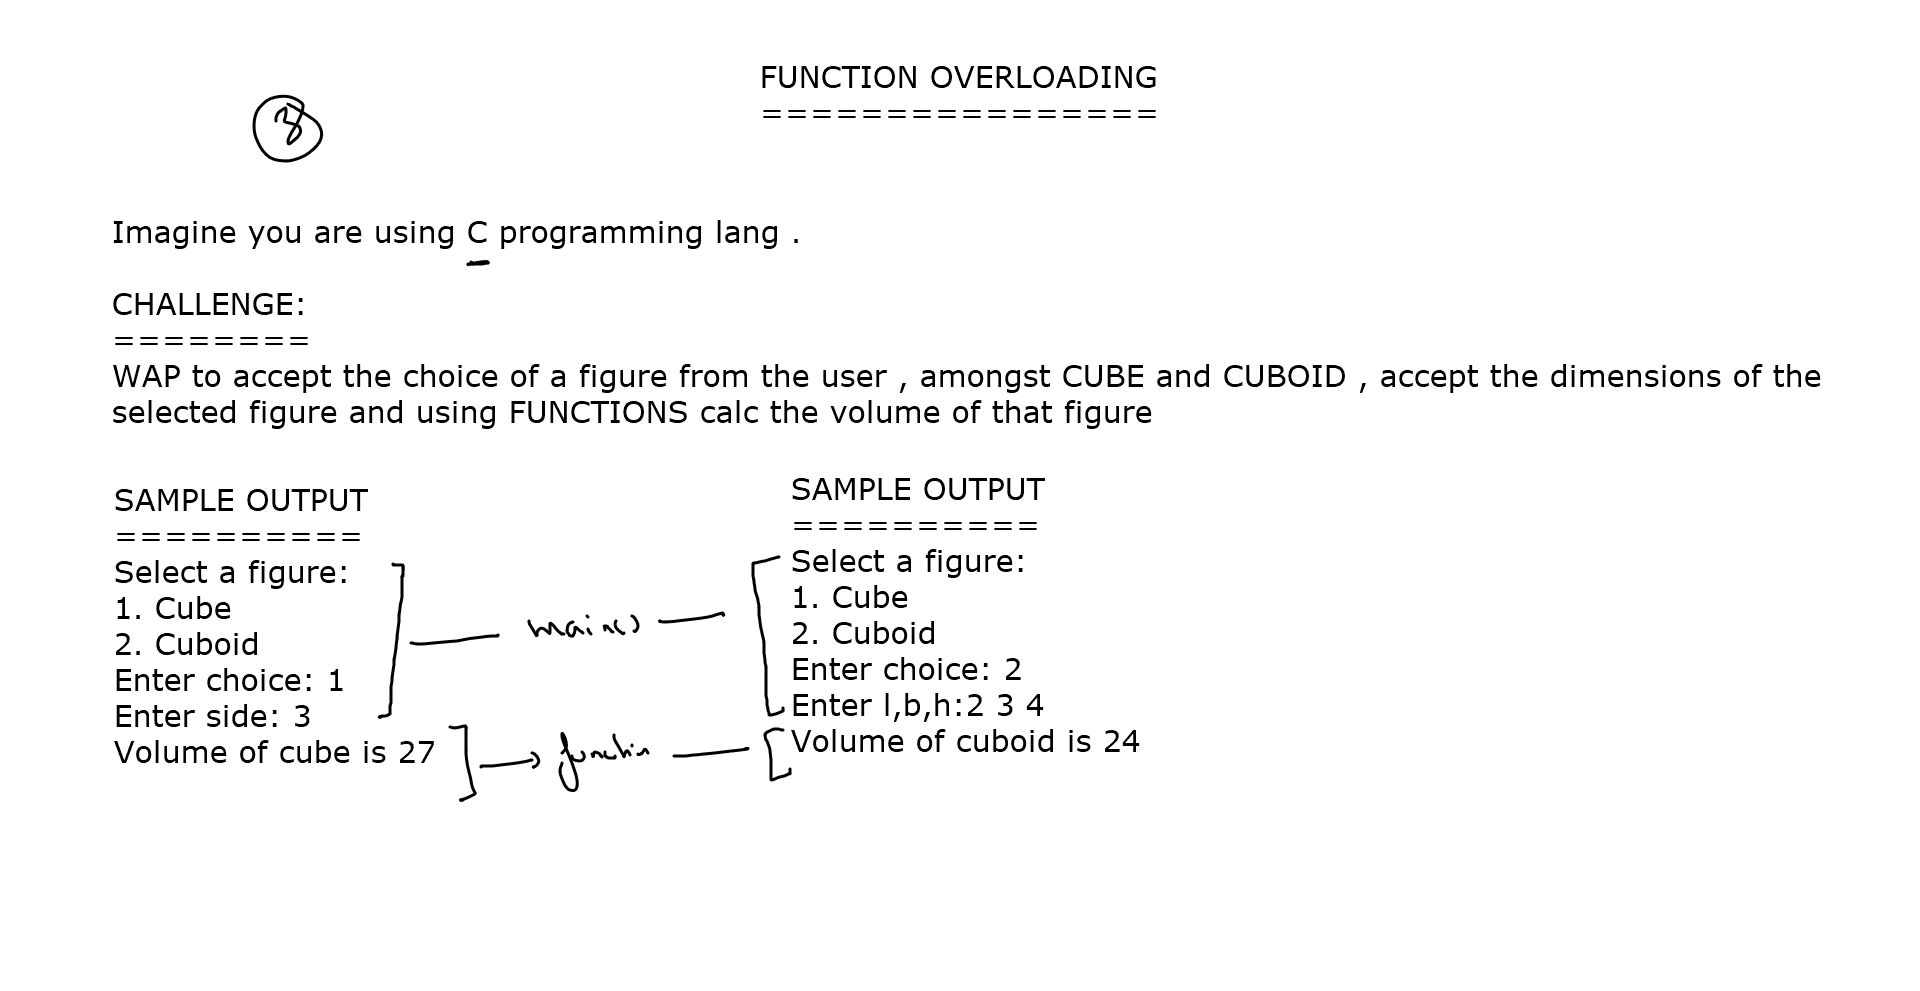 FUNCTION OVERLOADING
================
3
Imagine you are using C programming lang .
CHALLENGE:
========
WAP to accept the choice of a figure from the user , amongst CUBE and CUBOID , accept the dimensions of the
selected figure and using FUNCTIONS calc the volume of that figure
SAMPLE OUTPUT
==========
Select a figure:
1. Cube
2. Cuboid
Enter choice: 1
Enter side: 3
Volume of cube is 27
main()
function
SAMPLE OUTPUT
==========
Select a figure:
1. Cube
2. Cuboid
Enter choice: 2
Enter l,b,h:2 3 4
Volume of cuboid is 24